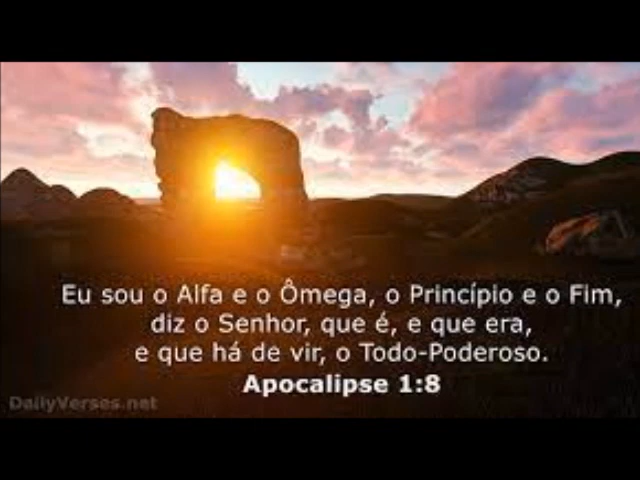 Eu sou o Alfa e o Ômega, o Princípio e o Fim,
diz o Senhor, que é, e que era,
e que há de vir, o Todo-Poderoso.
Apocalipse 1:8
DailyVerses.net